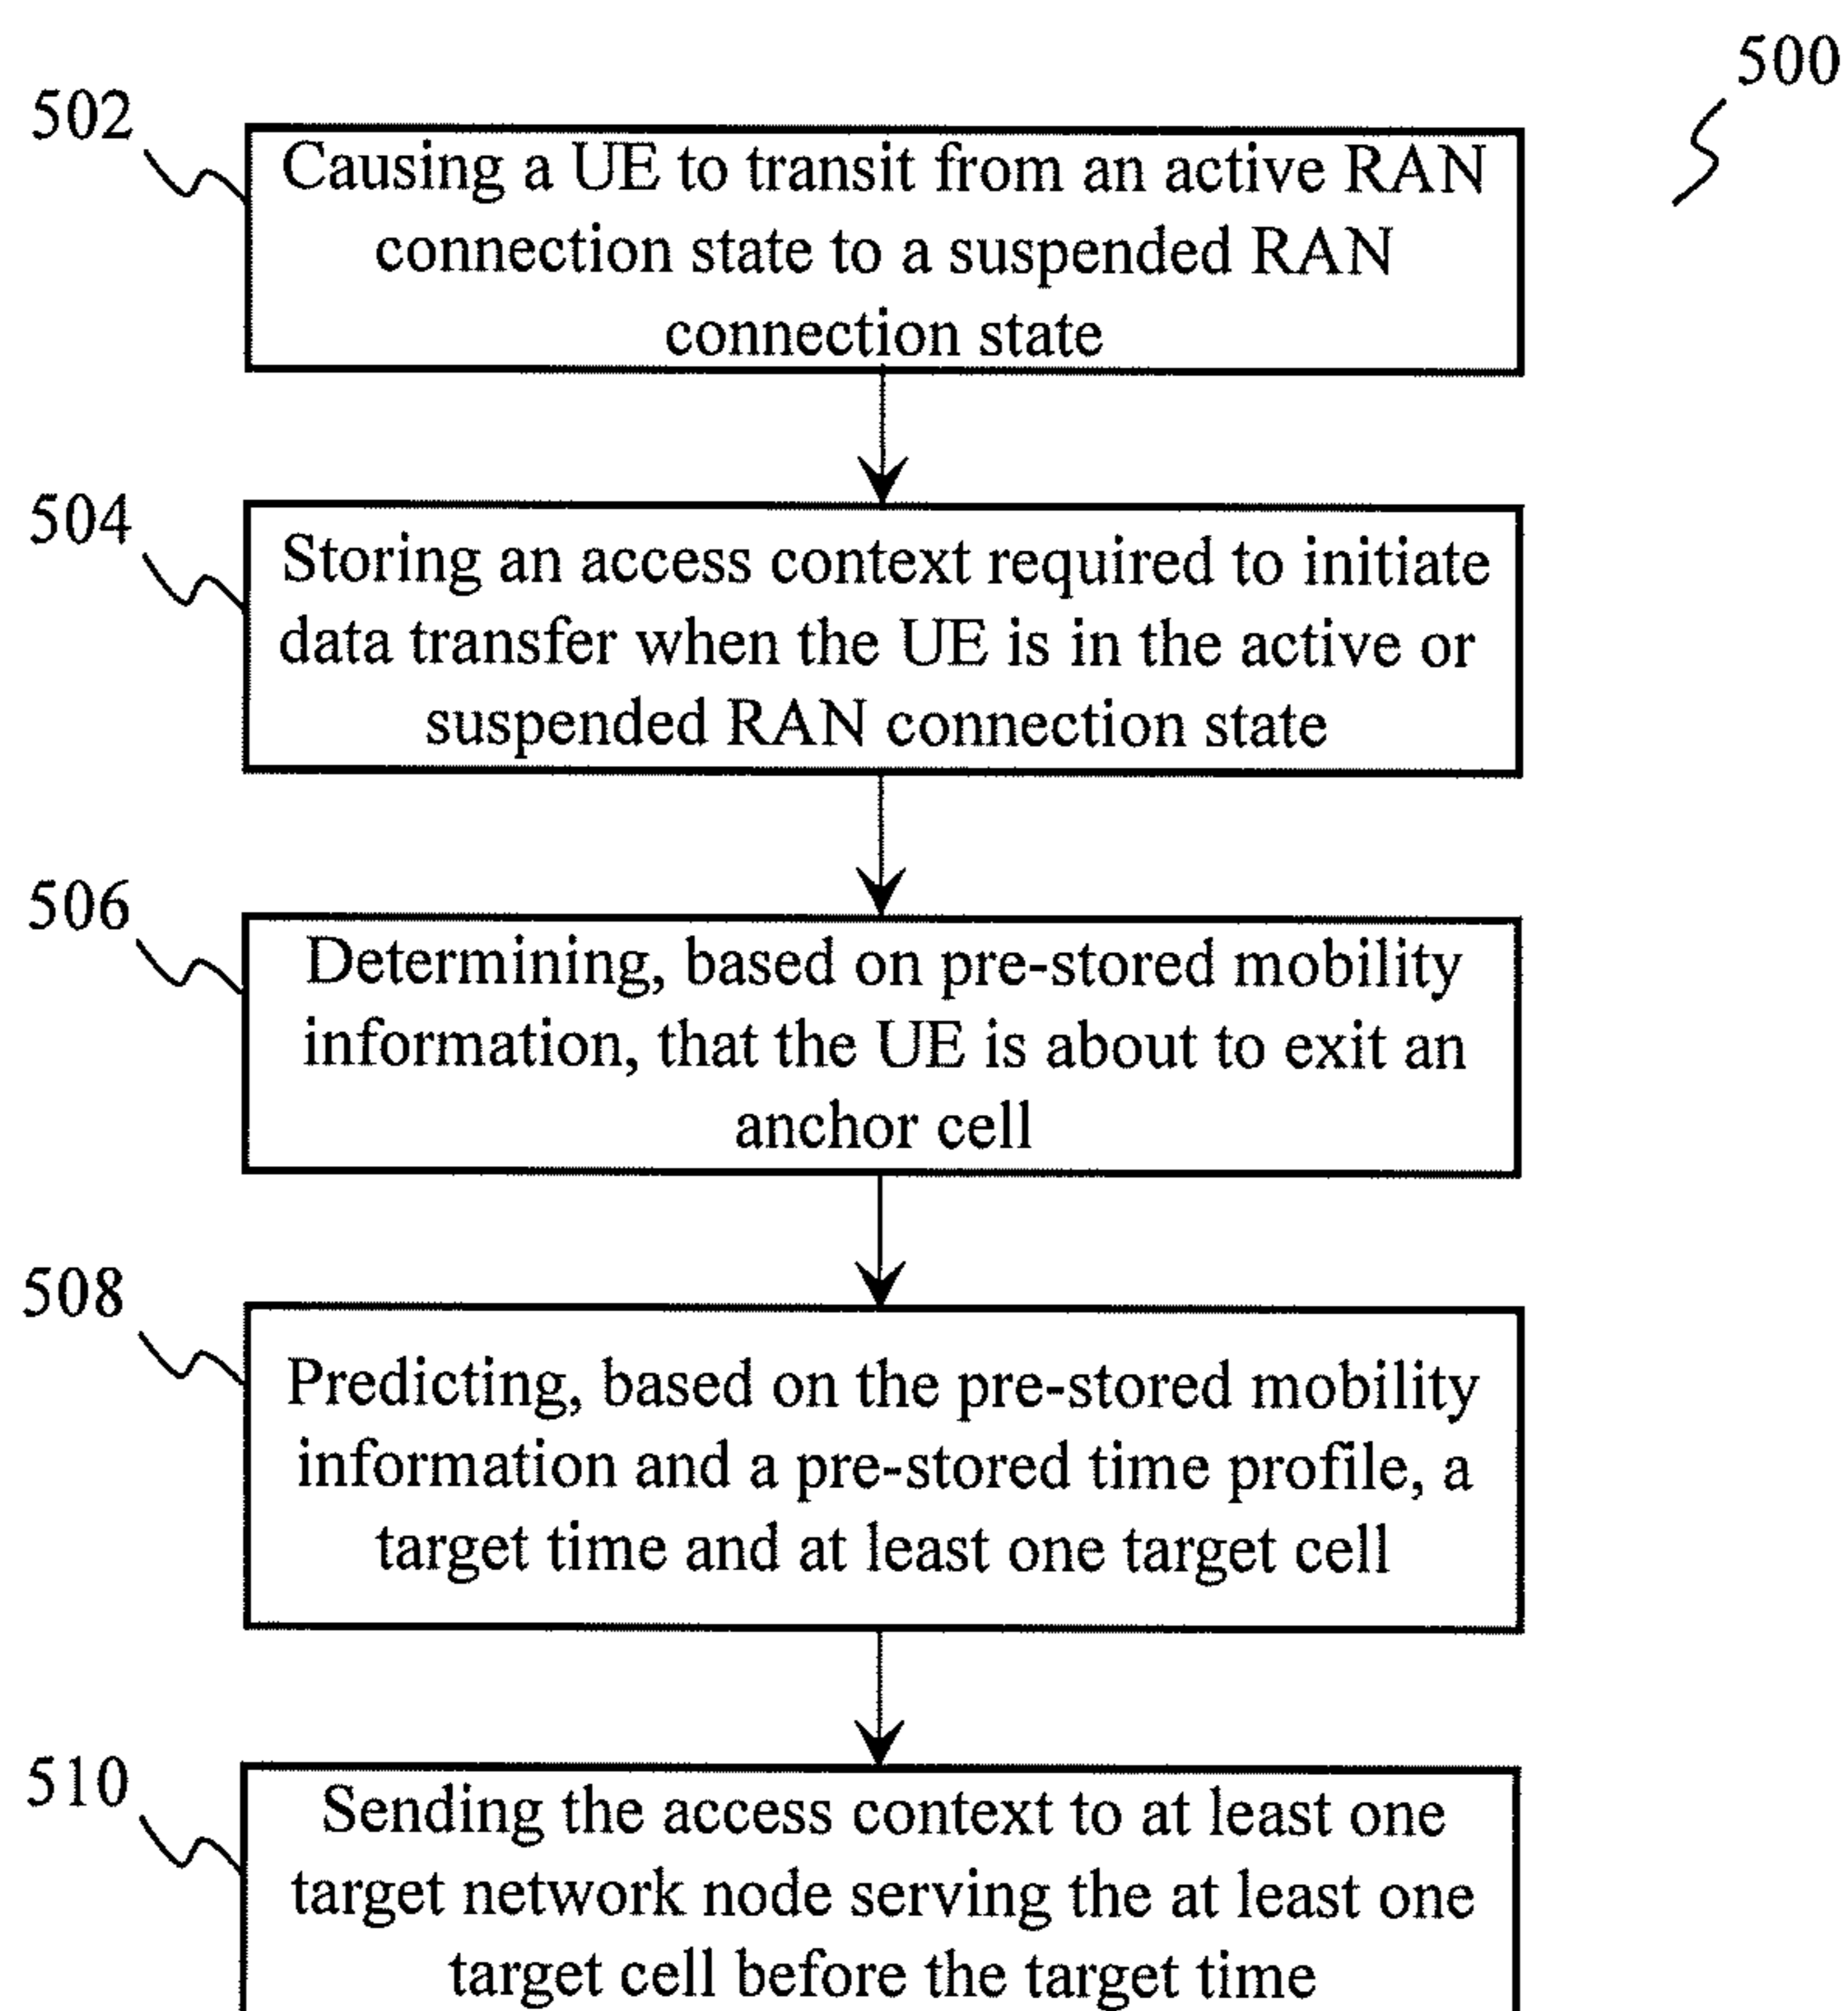 500
502
Causing a UE to transit from an active RAN
connection state to a suspended RAN
connection state
504
Storing an access context required to initiate
data transfer when the UE is in the active or
suspended RAN connection state
506
Determining, based on pre-stored mobility
information, that the UE is about to exit an
anchor cell
508
Predicting, based on the pre-stored mobility
information and a pre-stored time profile, a
target time and at least one target cell
510
Sending the access context to at least one
target network node serving the at least one
target cell before the target time